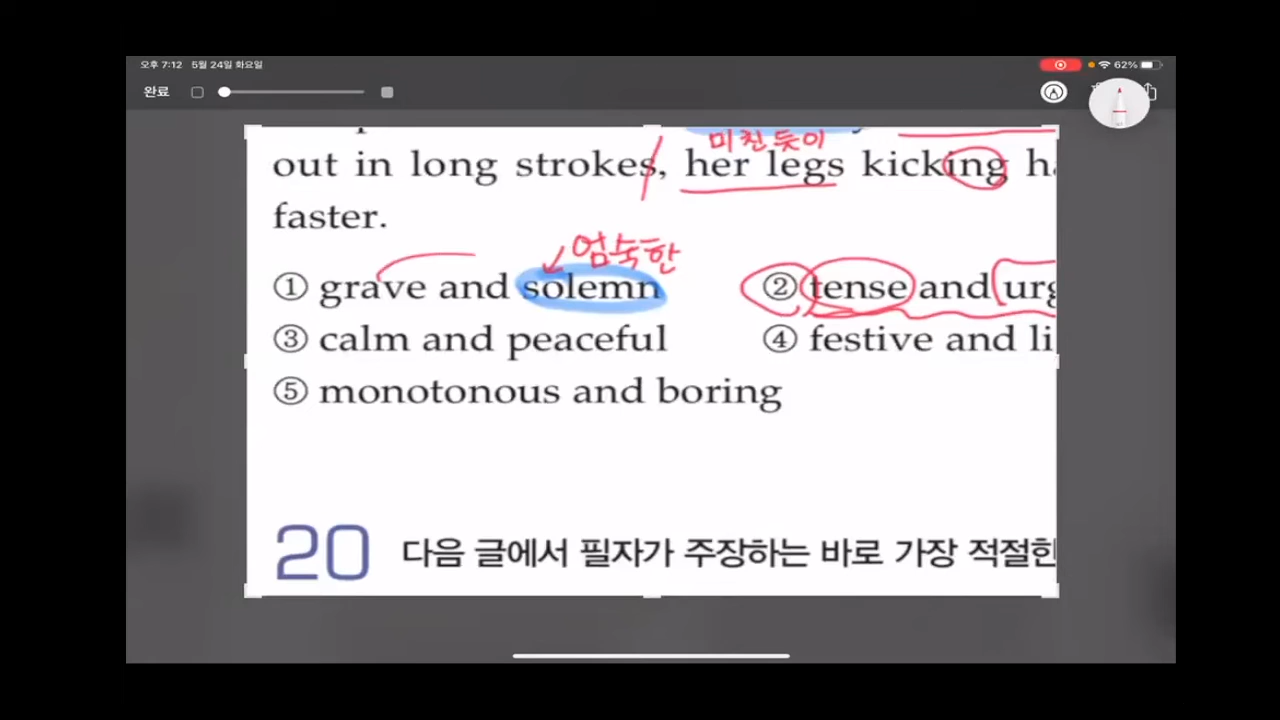 오후 7:12 5월 24일 화요일
62%
완료
미친듯이
out in long strokes, her legs kicking ha
faster.
엄숙한
① grave and solemn ② tense and urg
③ calm and peaceful ④ festive and li
⑤ monotonous and boring
20 다음 글에서 필자가 주장하는 바로 가장 적절한